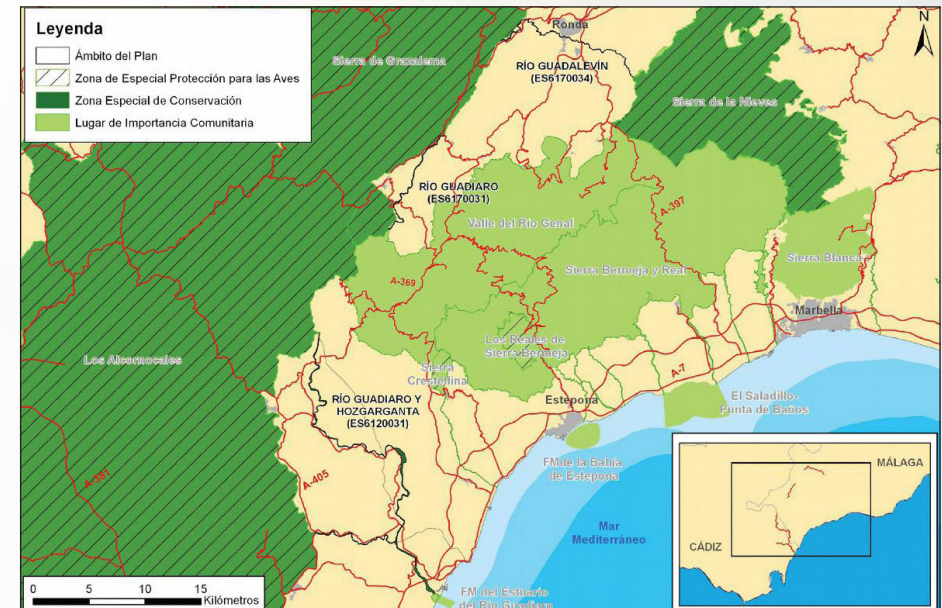 Leyenda
Ámbito del Plan
Zona de Especial Protección para las Aves
Zona Especial de Conservación
Lugar de Importancia Comunitaria
N
Ronda
Sierra de Grazalema
RÍO GUADALEVÍN
(ES6170034)
Sierra de la Nieves
RÍO GUADIARO
(ES6170031)
A-397
Valle del Río Genal
Sierra Bermeja y Real
Sierra Blanca
A-369
Marbella
Los Reales de
Sierra Bermeja
Los Alcornocales
Sierra
Crestellina
A-7
RÍO GUADIARO Y
HOZGARGANTA
(ES6120031)
Estepona
El Saladillo-
Punta de Baños
FM de la Bahía
de Estepona
A-381
A-405
Mar
Mediterráneo
MÁLAGA
CÁDIZ
0 5 10 15
Kilómetros
FM del Estuario
del Río Guadiaro